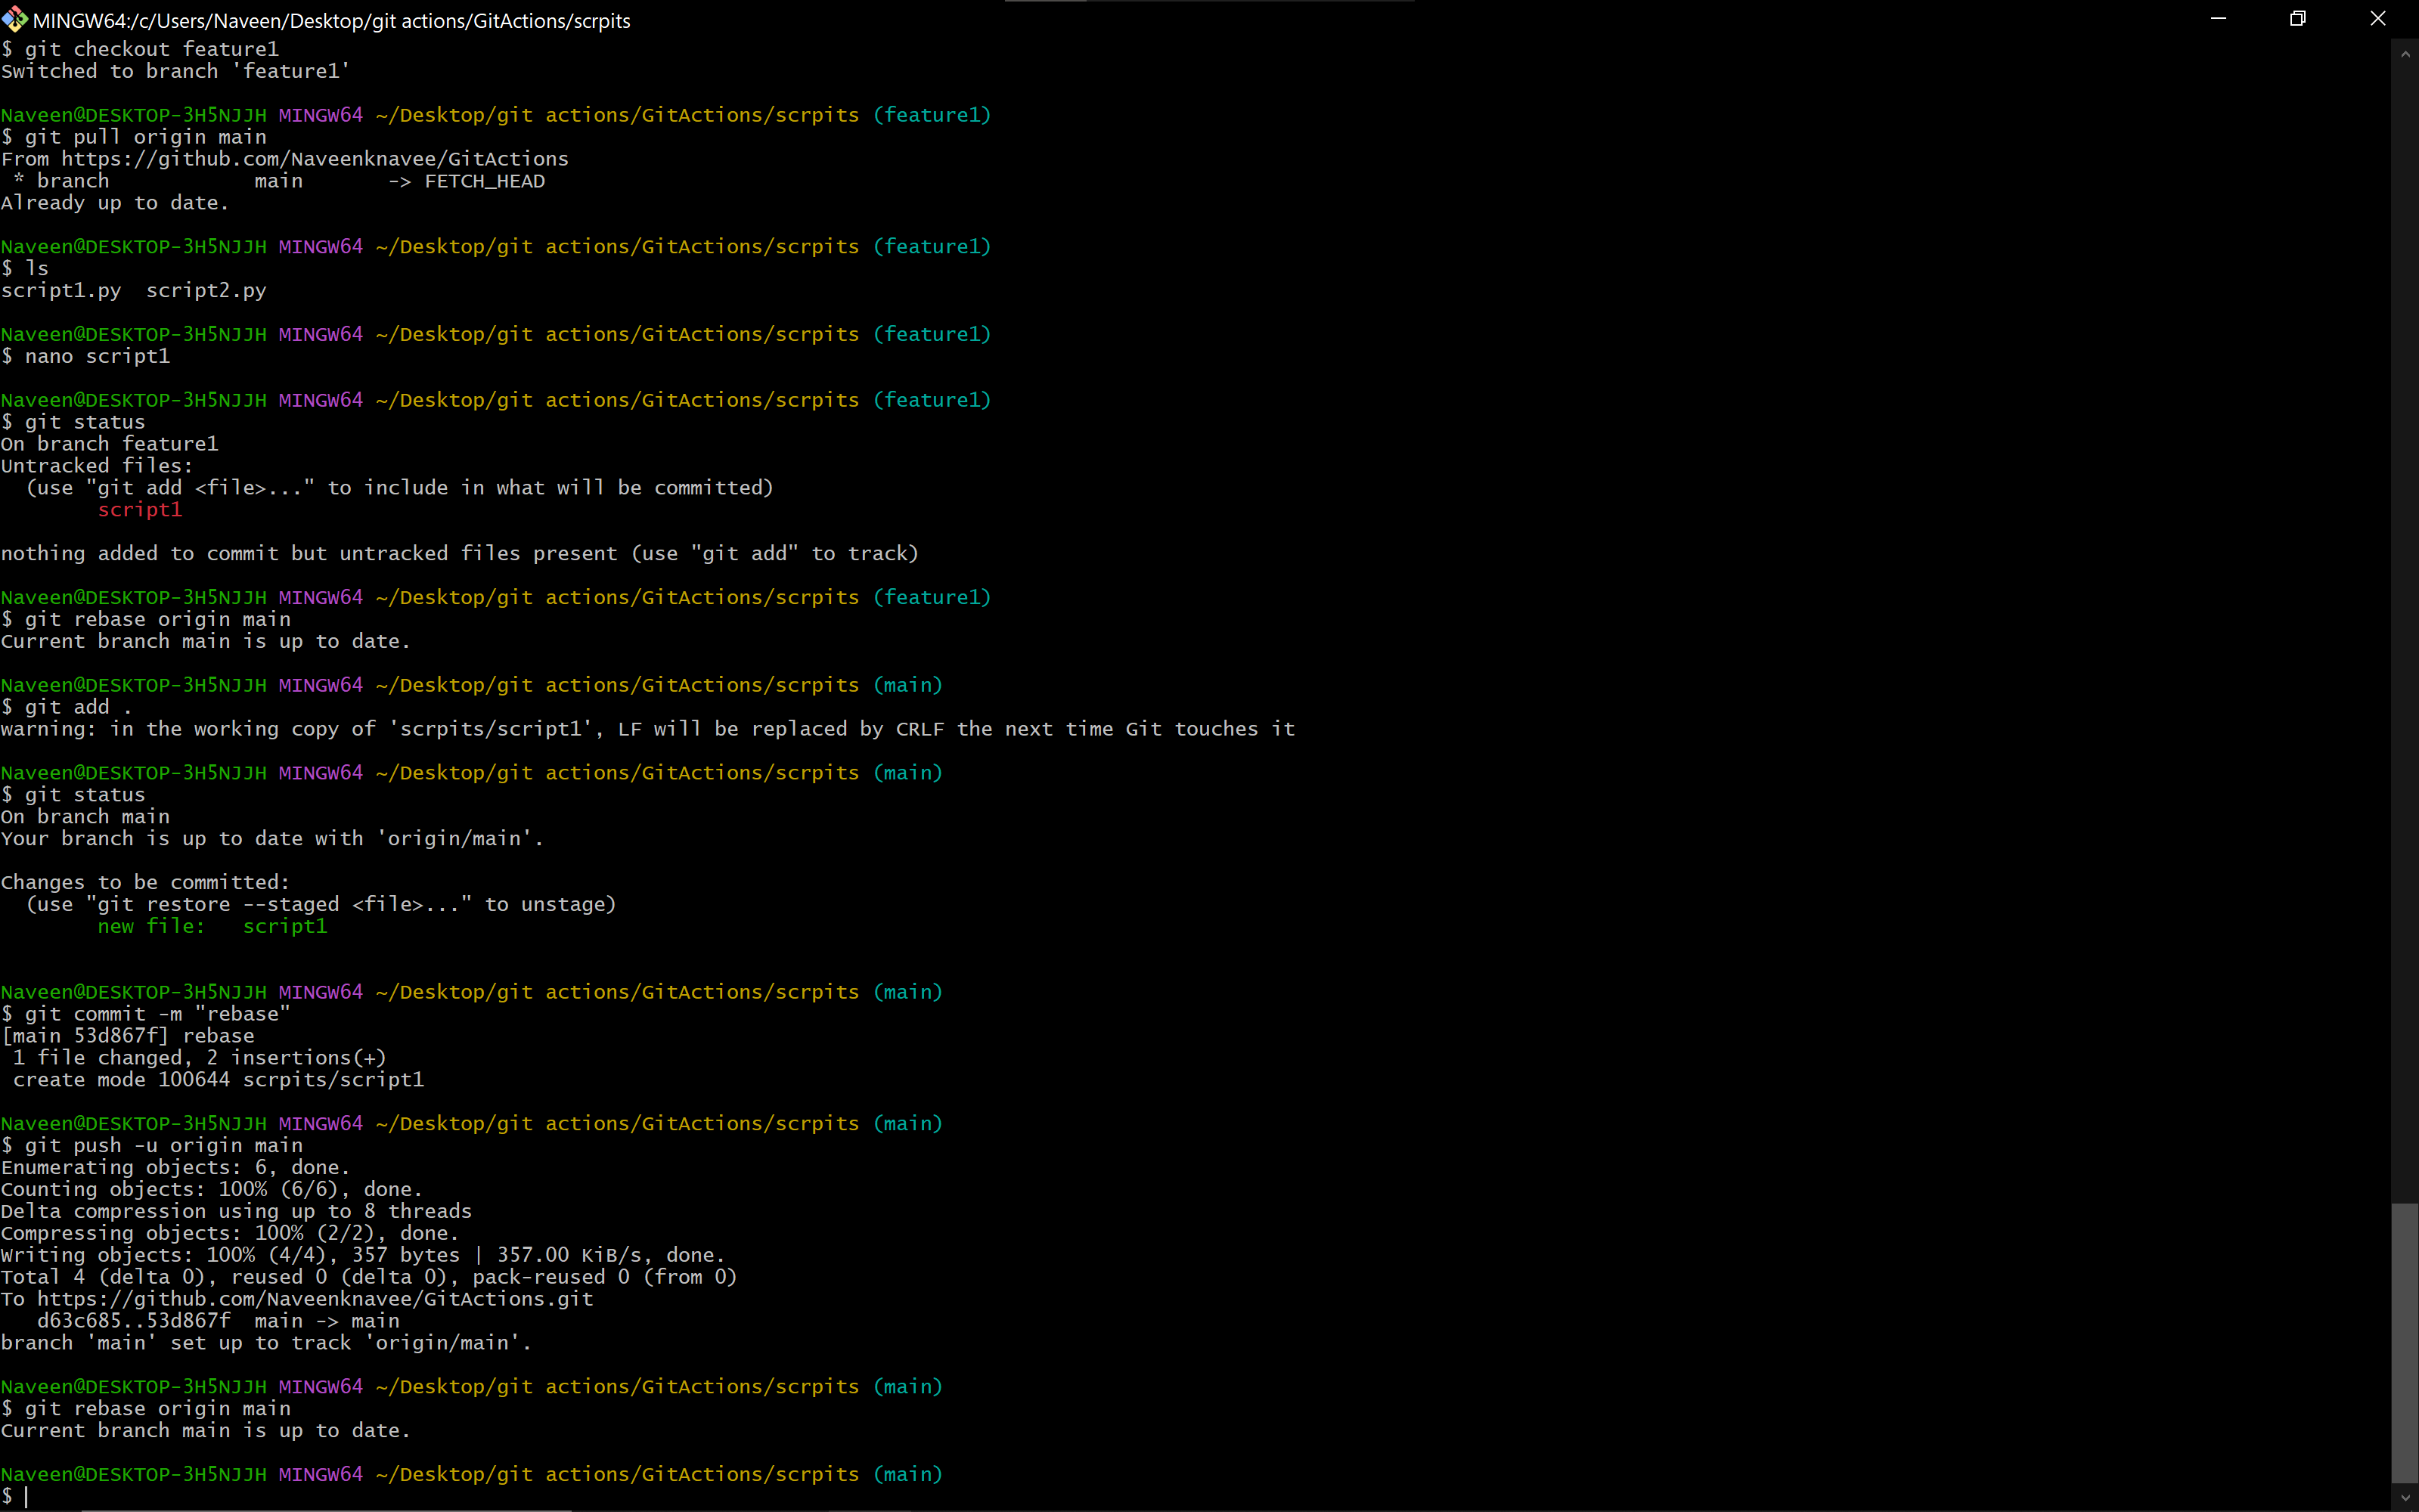 MINGW64:/c/Users/Naveen/Desktop/git actions/GitActions/scrpits
$ git checkout feature1
Switched to branch 'feature1'
Naveen@DESKTOP-3H5NJJH MINGW64 ~/Desktop/git actions/GitActions/scrpits (feature1)
$ git pull origin main
From https://github.com/Naveenknavee/GitActions
 * branch            main       -> FETCH_HEAD
Already up to date.
Naveen@DESKTOP-3H5NJJH MINGW64 ~/Desktop/git actions/GitActions/scrpits (feature1)
$ ls
script1.py  script2.py
Naveen@DESKTOP-3H5NJJH MINGW64 ~/Desktop/git actions/GitActions/scrpits (feature1)
$ nano script1
Naveen@DESKTOP-3H5NJJH MINGW64 ~/Desktop/git actions/GitActions/scrpits (feature1)
$ git status
On branch feature1
Untracked files:
  (use "git add <file>..." to include in what will be committed)
        script1
nothing added to commit but untracked files present (use "git add" to track)
Naveen@DESKTOP-3H5NJJH MINGW64 ~/Desktop/git actions/GitActions/scrpits (feature1)
$ git rebase origin main
Current branch main is up to date.
Naveen@DESKTOP-3H5NJJH MINGW64 ~/Desktop/git actions/GitActions/scrpits (main)
$ git add .
warning: in the working copy of 'scrpits/script1', LF will be replaced by CRLF the next time Git touches it
Naveen@DESKTOP-3H5NJJH MINGW64 ~/Desktop/git actions/GitActions/scrpits (main)
$ git status
On branch main
Your branch is up to date with 'origin/main'.
Changes to be committed:
  (use "git restore --staged <file>..." to unstage)
        new file:   script1
Naveen@DESKTOP-3H5NJJH MINGW64 ~/Desktop/git actions/GitActions/scrpits (main)
$ git commit -m "rebase"
[main 53d867f] rebase
 1 file changed, 2 insertions(+)
 create mode 100644 scrpits/script1
Naveen@DESKTOP-3H5NJJH MINGW64 ~/Desktop/git actions/GitActions/scrpits (main)
$ git push -u origin main
Enumerating objects: 6, done.
Counting objects: 100% (6/6), done.
Delta compression using up to 8 threads
Compressing objects: 100% (2/2), done.
Writing objects: 100% (4/4), 357 bytes | 357.00 KiB/s, done.
Total 4 (delta 0), reused 0 (delta 0), pack-reused 0 (from 0)
To https://github.com/Naveenknavee/GitActions.git
   d63c685..53d867f  main -> main
branch 'main' set up to track 'origin/main'.
Naveen@DESKTOP-3H5NJJH MINGW64 ~/Desktop/git actions/GitActions/scrpits (main)
$ git rebase origin main
Current branch main is up to date.
Naveen@DESKTOP-3H5NJJH MINGW64 ~/Desktop/git actions/GitActions/scrpits (main)
$